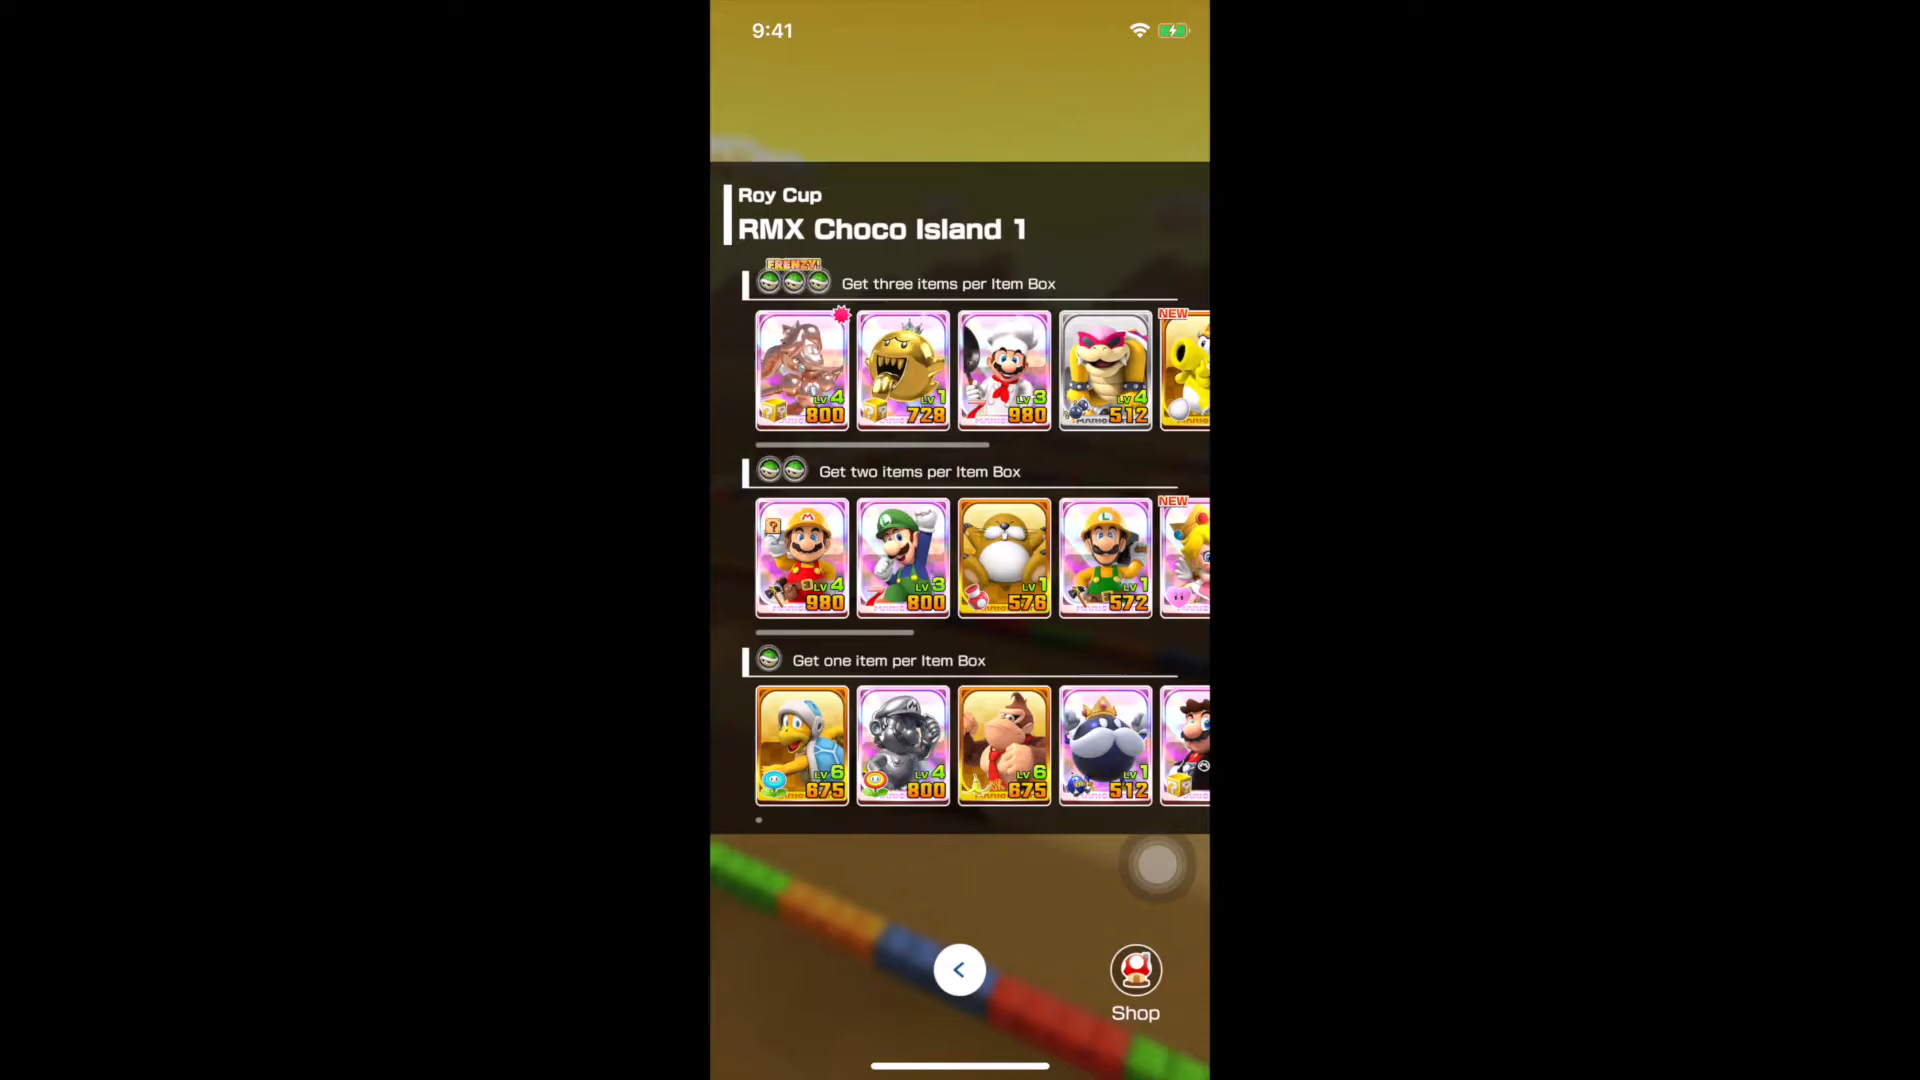 9:41
Roy Cup
RMX Choco Island 1
FRENZY!
Get three items per Item Box
NEW
LV 4 LV 1 LV 3 LV 4
800 728 980 512
Get two items per Item Box
NEW
LV 4 LV 3 LV 1 LV 1
980 800 576 572
Get one item per Item Box
LV 6 LV 4 LV 6 LV 1
675 800 675 512
Shop